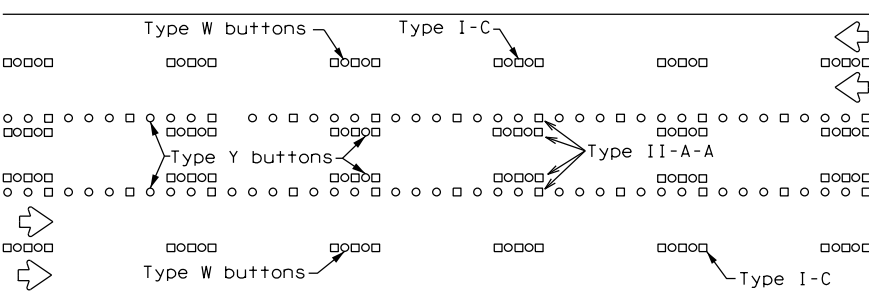 Type W buttons
Type I-C
Type Y buttons
Type II-A-A
Type W buttons
Type I-C